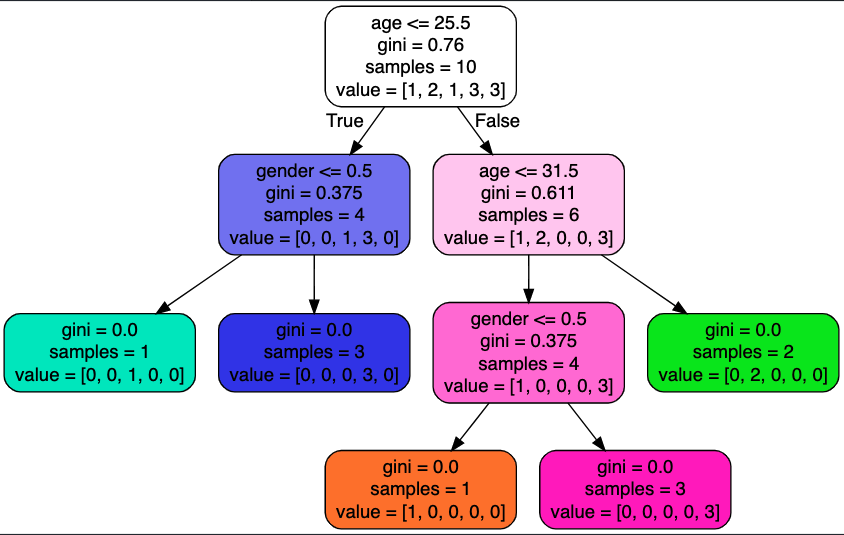 age <= 25.5
gini = 0.76
samples = 10
value = [1, 2, 1, 3, 3]
True
False
gender <= 0.5
gini = 0.375
samples = 4
value = [0, 0, 1, 3, 0]
age <= 31.5
gini = 0.611
samples = 6
value = [1, 2, 0, 0, 3]
gini = 0.0
samples = 1
value = [0, 0, 1, 0, 0]
gini = 0.0
samples = 3
value = [0, 0, 0, 3, 0]
gender <= 0.5
gini = 0.375
samples = 4
value = [1, 0, 0, 0, 3]
gini = 0.0
samples = 2
value = [0, 2, 0, 0, 0]
gini = 0.0
samples = 1
value = [1, 0, 0, 0, 0]
gini = 0.0
samples = 3
value = [0, 0, 0, 0, 3]